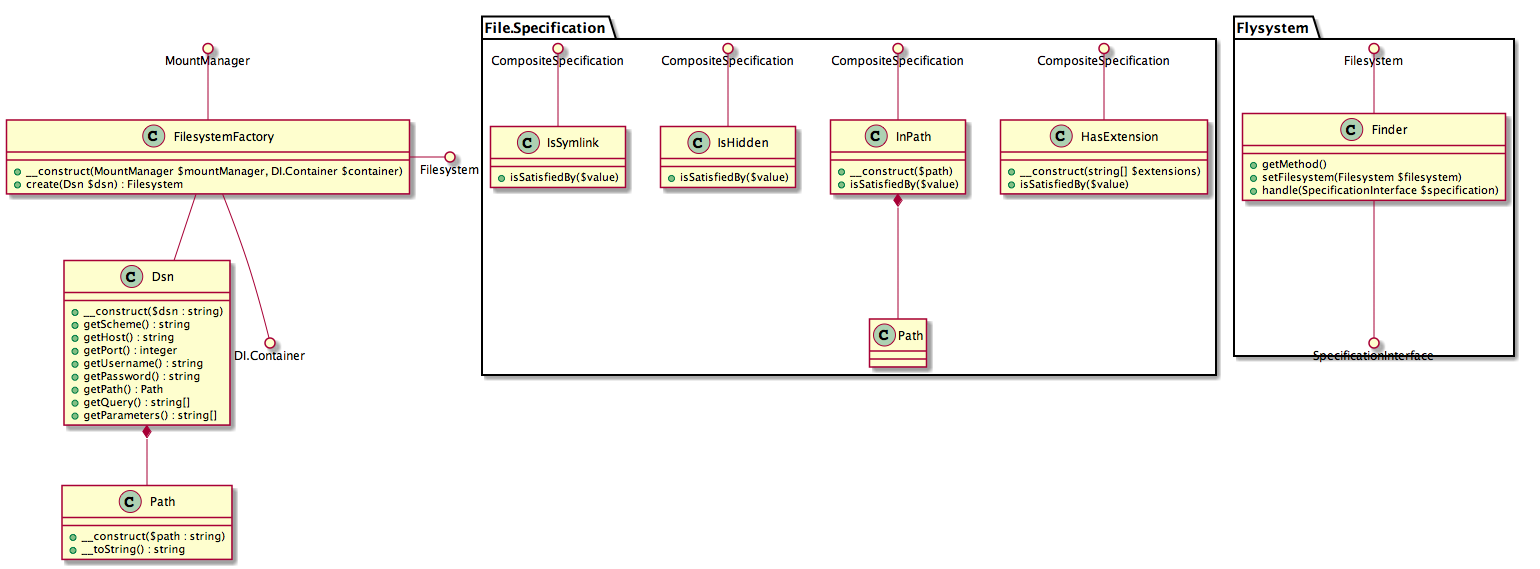 MountManager
C FilesystemFactory
__construct(MountManager $mountManager, DI.Container $container)
create(Dsn $dsn) : Filesystem
Filesystem
C Dsn
__construct($dsn : string)
getScheme() : string
getHost() : string
getPort() : integer
getUsername() : string
getPassword() : string
getPath() : Path
getQuery() : string[]
getParameters() : string[]
DI.Container
C Path
__construct($path : string)
__toString() : string
File.Specification
CompositeSpecification
C IsSymlink
isSatisfiedBy($value)
CompositeSpecification
C IsHidden
isSatisfiedBy($value)
CompositeSpecification
C InPath
__construct($path)
isSatisfiedBy($value)
C Path
CompositeSpecification
C HasExtension
__construct(string[] $extensions)
isSatisfiedBy($value)
Flysystem
Filesystem
C Finder
getMethod()
setFilesystem(Filesystem $filesystem)
handle(SpecificationInterface $specification)
SpecificationInterface